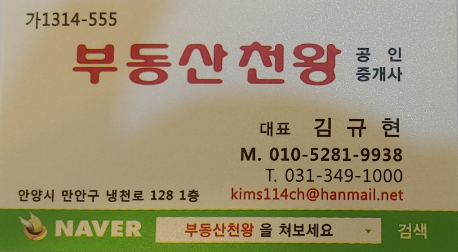 가1314-555
부동산천왕 공 인
중개사
대표 김 규 현
M. 010-5281-9938
T. 031-349-1000
안양시 만안구 냉천로 128 1층 kims114ch@hanmail.net
NAVER 부동산천왕 을 쳐보세요 검색